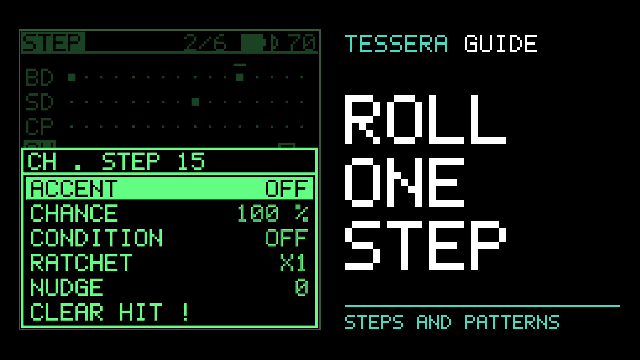 STEP 2/6 70
BD
SD
CP
CH . STEP 15
ACCENT OFF
CHANCE 100 %
CONDITION OFF
RATCHET X1
NUDGE 0
CLEAR HIT !
TESSERA GUIDE
ROLL
ONE
STEP
STEPS AND PATTERNS